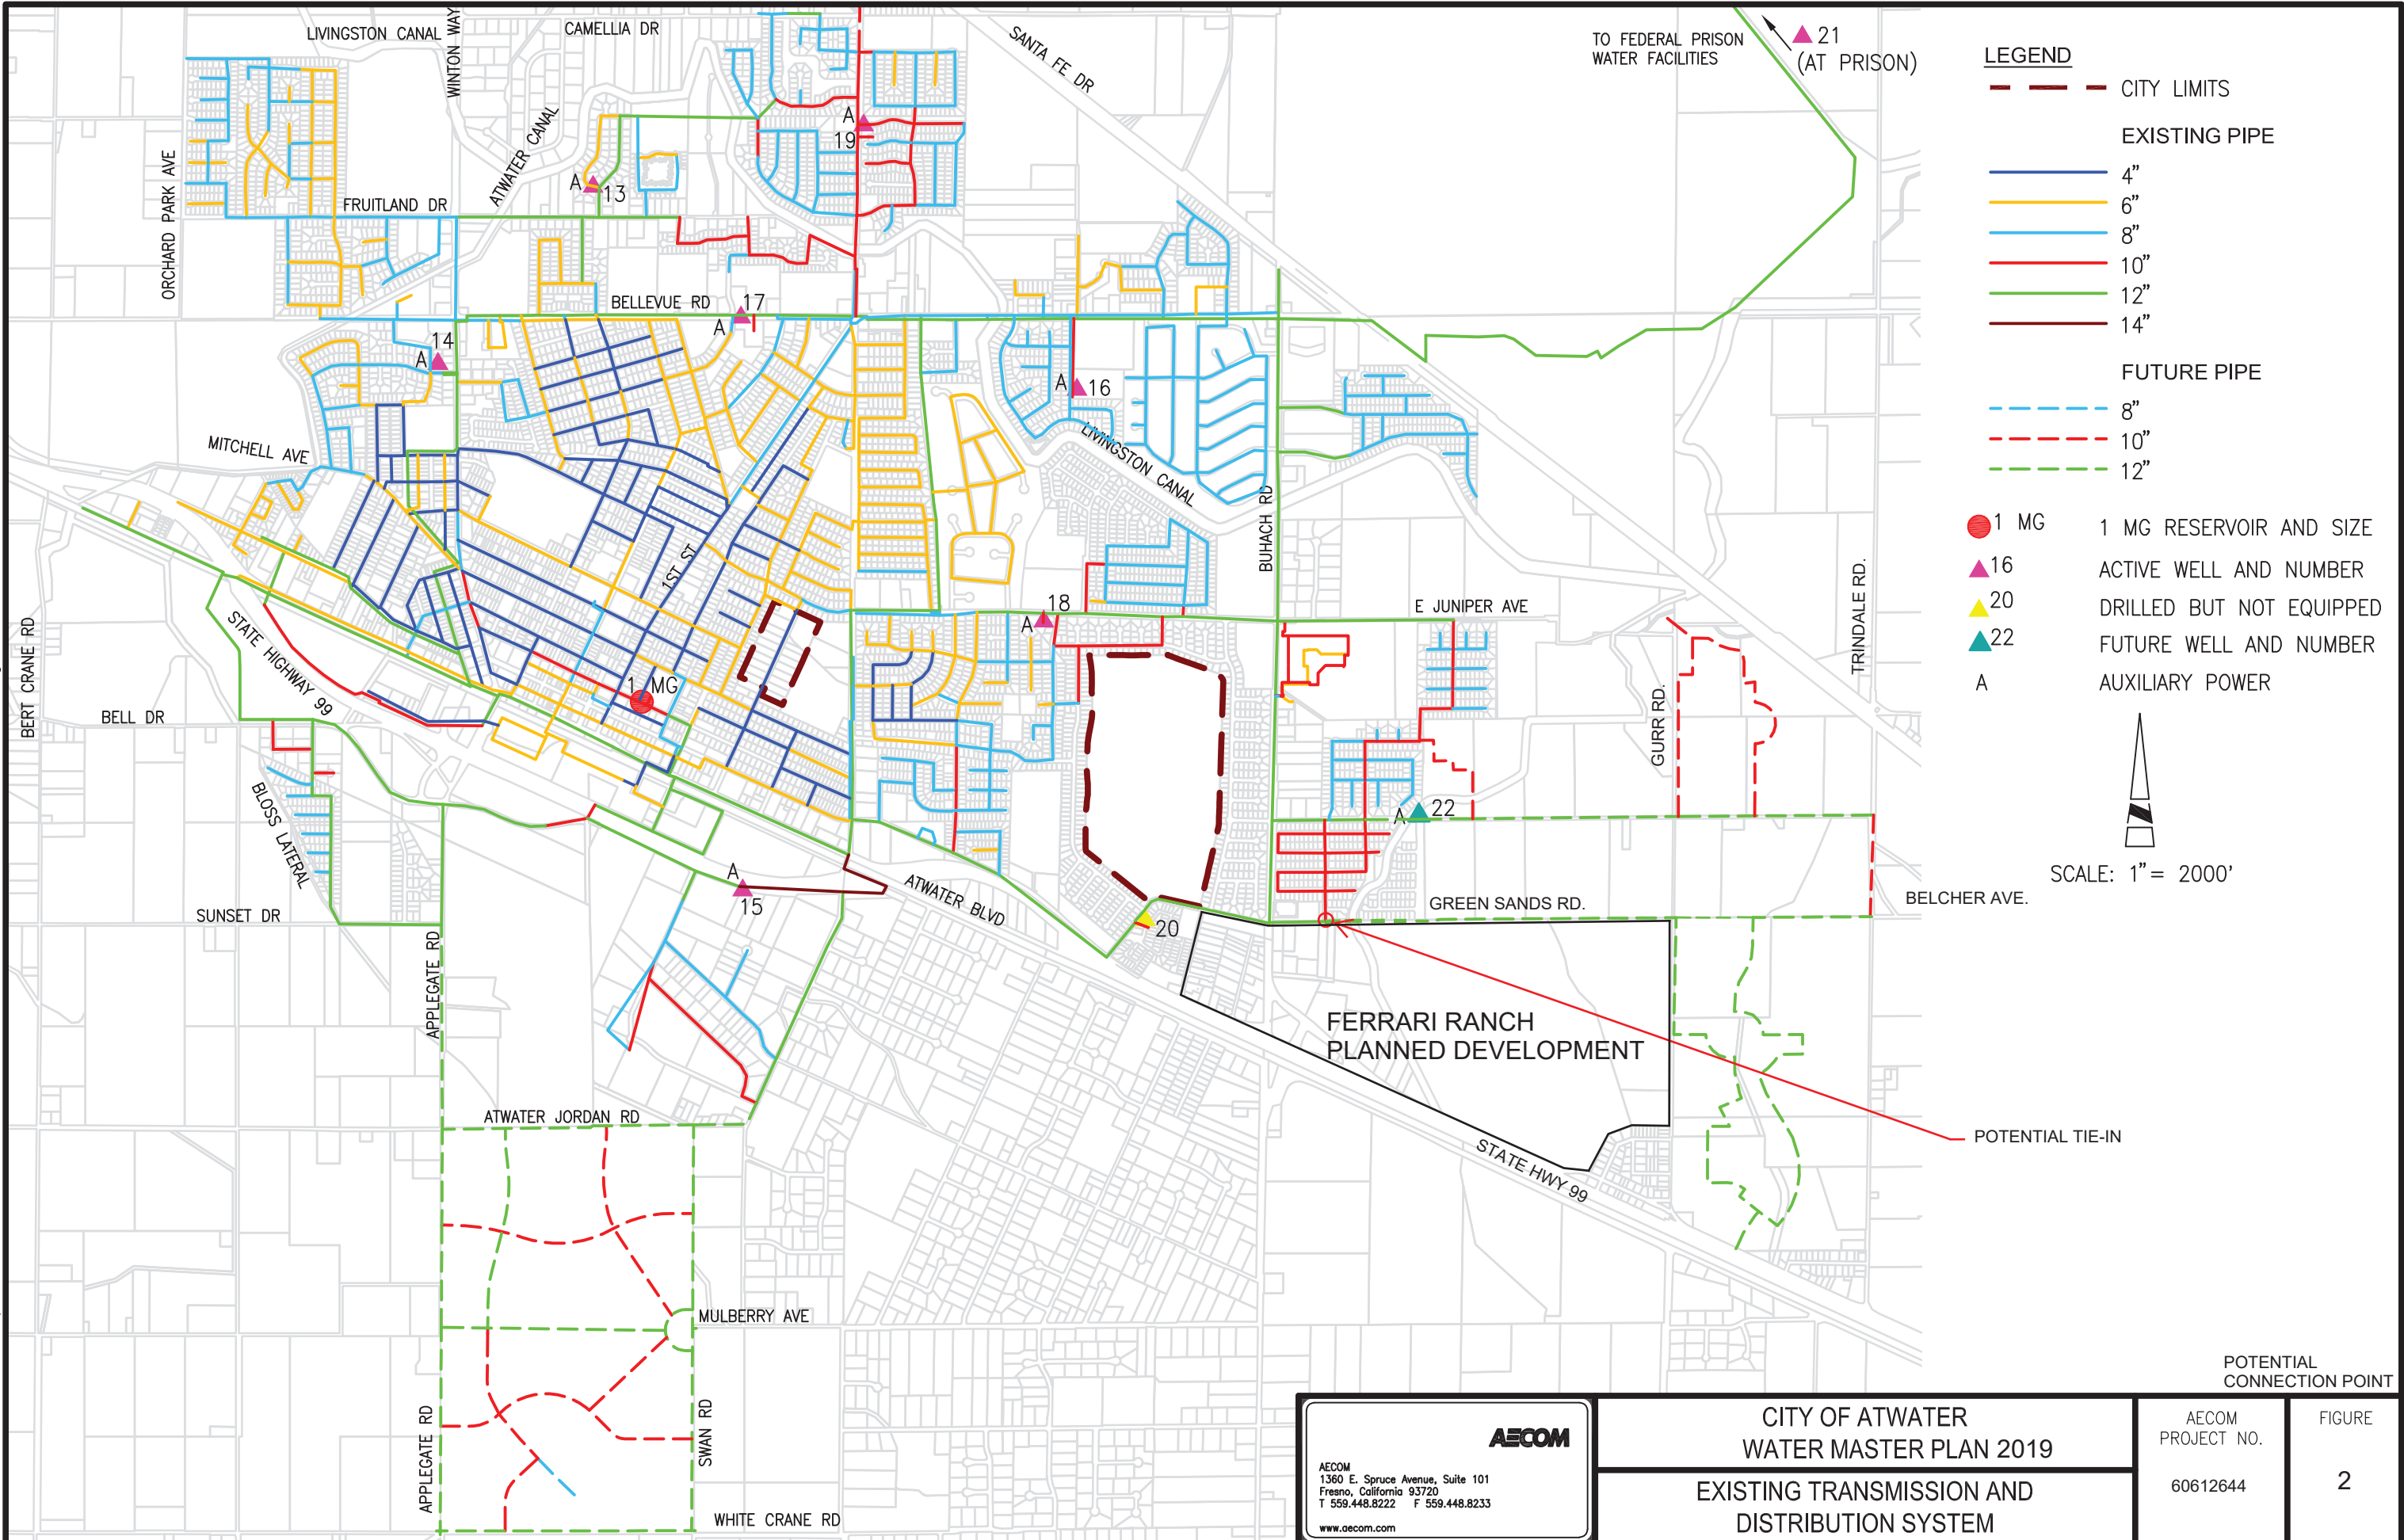 LIVINGSTON CANAL
WINTON WAY
CAMELLIA DR
SANTA FE DR
TO FEDERAL PRISON
WATER FACILITIES
21
(AT PRISON)
ORCHARD PARK AVE
ATWATER CANAL
A
19
A
13
FRUITLAND DR
BELLEVUE RD
17
A
14
A
A
16
MITCHELL AVE
LIVINGSTON CANAL
BUHACH RD
1ST ST
18
A
E JUNIPER AVE
TRINDALE RD.
GURR RD.
BERT CRANE RD
STATE HIGHWAY 99
BELL DR
1 MG
BLOSS LATERAL
A
22
A
15
ATWATER BLVD
20
SUNSET DR
GREEN SANDS RD.
BELCHER AVE.
APPLEGATE RD
FERRARI RANCH
PLANNED DEVELOPMENT
POTENTIAL TIE-IN
STATE HWY 99
ATWATER JORDAN RD
MULBERRY AVE
APPLEGATE RD
SWAN RD
WHITE CRANE RD
LEGEND
CITY LIMITS
EXISTING PIPE
4"
6"
8"
10"
12"
14"
FUTURE PIPE
8"
10"
12"
1 MG 1 MG RESERVOIR AND SIZE
16 ACTIVE WELL AND NUMBER
20 DRILLED BUT NOT EQUIPPED
22 FUTURE WELL AND NUMBER
A AUXILIARY POWER
SCALE: 1"= 2000'
POTENTIAL
CONNECTION POINT
AECOM
AECOM
1360 E. Spruce Avenue, Suite 101
Fresno, California 93720
T 559.448.8222 F 559.448.8233
www.aecom.com
CITY OF ATWATER
WATER MASTER PLAN 2019
EXISTING TRANSMISSION AND
DISTRIBUTION SYSTEM
AECOM
PROJECT NO.
60612644
FIGURE
2